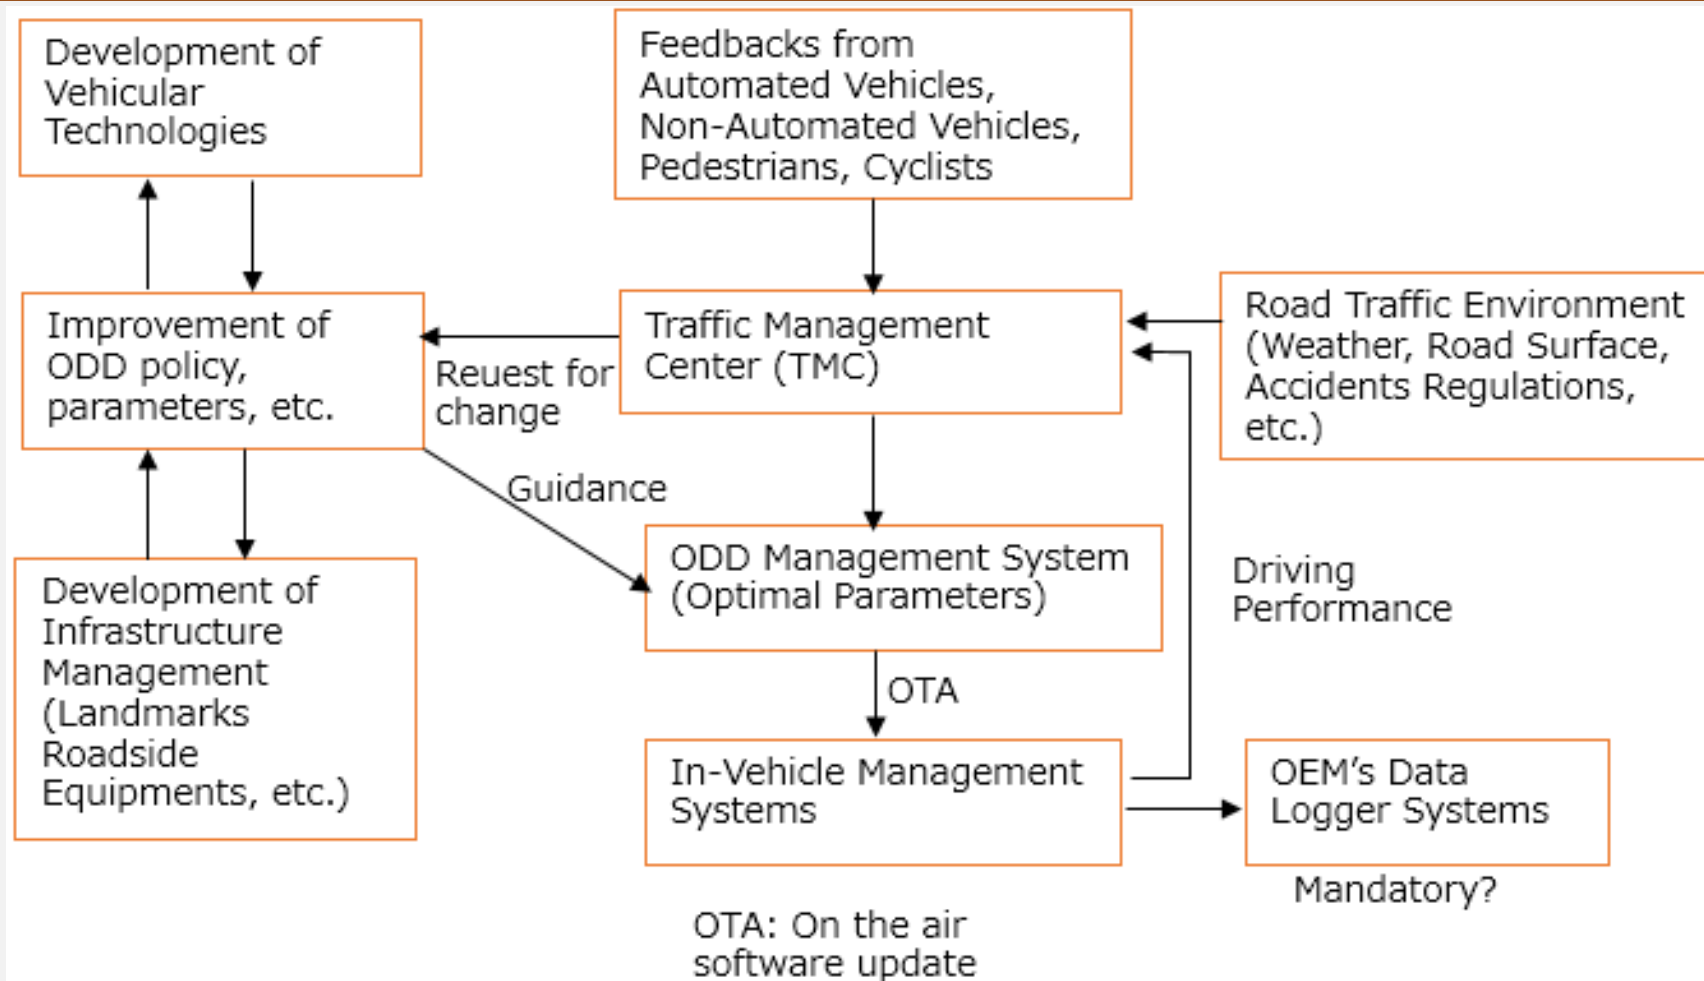 Development of
Vehicular
Technologies
Feedbacks from
Automated Vehicles,
Non-Automated Vehicles,
Pedestrians, Cyclists
Improvement of
ODD policy,
parameters, etc.
Reuest for
change
Traffic Management
Center (TMC)
Road Traffic Environment
(Weather, Road Surface,
Accidents Regulations,
etc.)
Guidance
ODD Management System
(Optimal Parameters)
Driving
Performance
Development of
Infrastructure
Management
(Landmarks
Roadside
Equipments, etc.)
OTA
In-Vehicle Management
Systems
OEM’s Data
Logger Systems
Mandatory?
OTA: On the air
software update